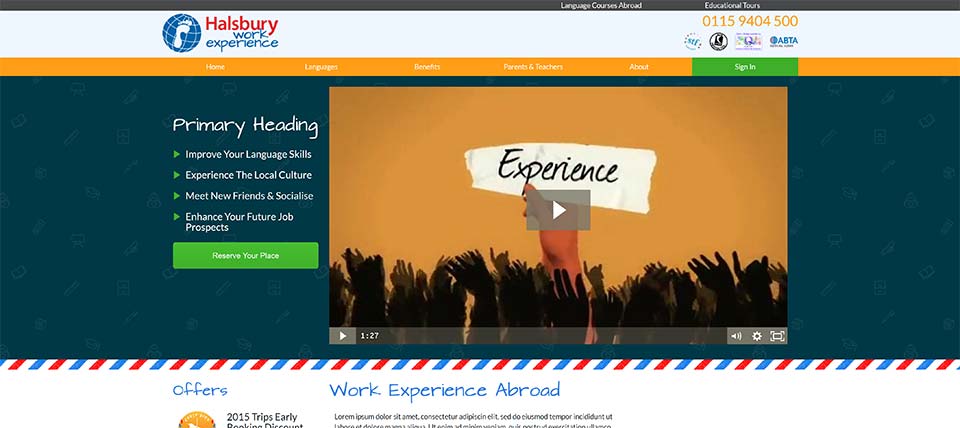 Language Courses Abroad
Educational Tours
Halsbury
work
experience
0115 9404 500
stf
ABTA
Home
Languages
Benefits
Parents & Teachers
About
Sign In
Primary Heading
Improve Your Language Skills
Experience The Local Culture
Meet New Friends & Socialise
Enhance Your Future Job
Prospects
Reserve Your Place
Experience
1:27
Offers
2015 Trips Early
Booking Discount
Work Experience Abroad
Lorem ipsum dolor sit amet, consectetur adipiscin elit, sed do eiusmod tempor incididunt ut
labore et dolore magna aliqua. Ut enim ad minim veniam, quis nostrud exercitation ullamco